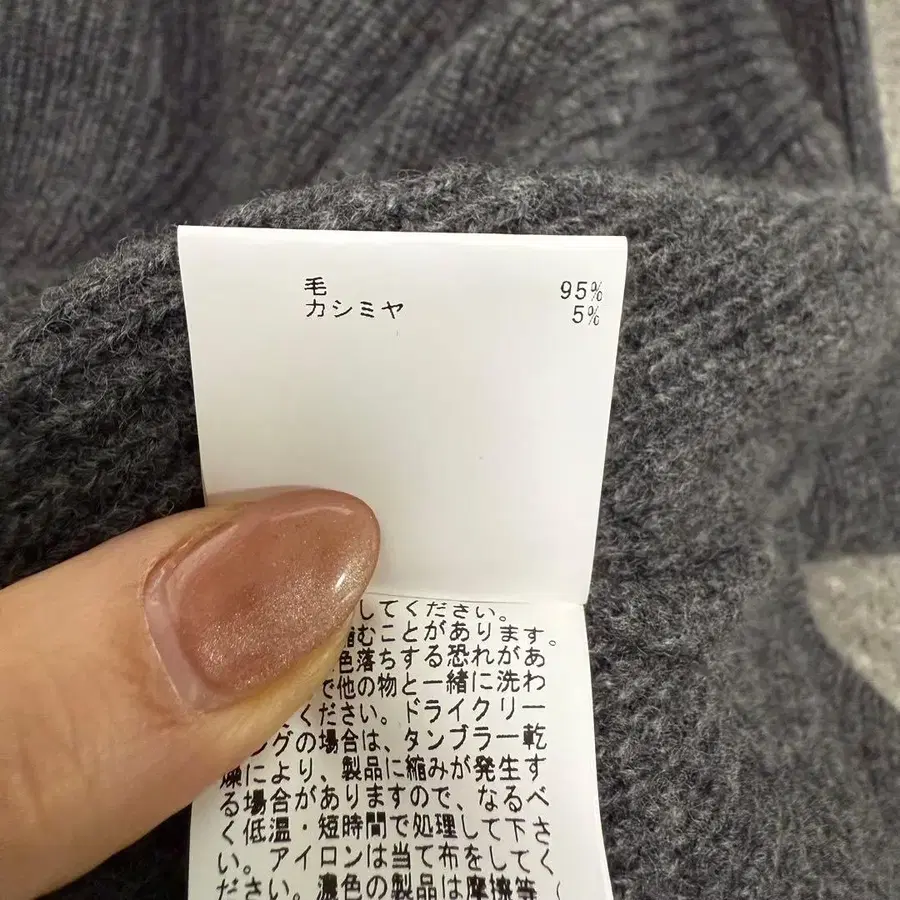 毛 95%
カシミヤ 5%
してください。
縮むことがあります。
色落ちする恐れがあ
で他の物と一緒に洗わ
ください。ドライクリー
ングの場合は、タンブラー乾
燥により、製品に縮みが発生す
る場合がありますので、なるべ
く低温・短時間で処理して下さ
い。アイロンは当て布をしてく
ださい。濃色の製品は摩擦等